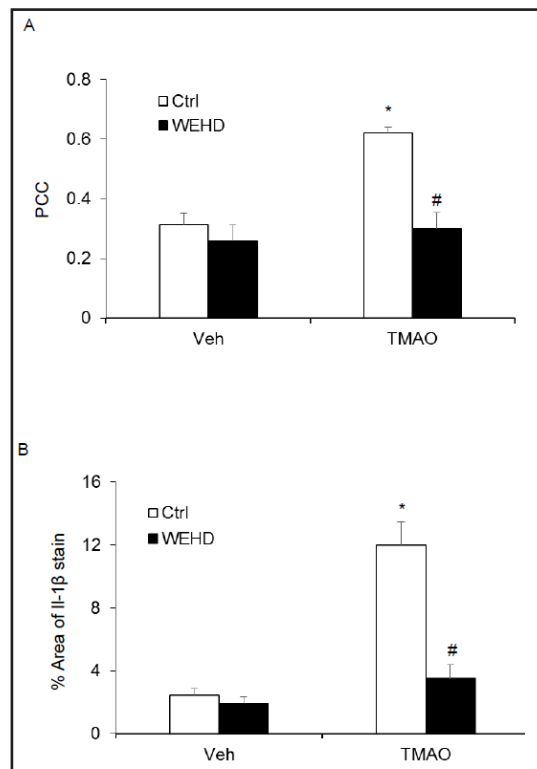 A
0.8
Ctrl
WEHD
*
0.6
PCC
0.4
#
0.2
0
Veh
TMAO
B
16
Ctrl
WEHD
*
12
% Area of Il-1β stain
8
#
4
0
Veh
TMAO